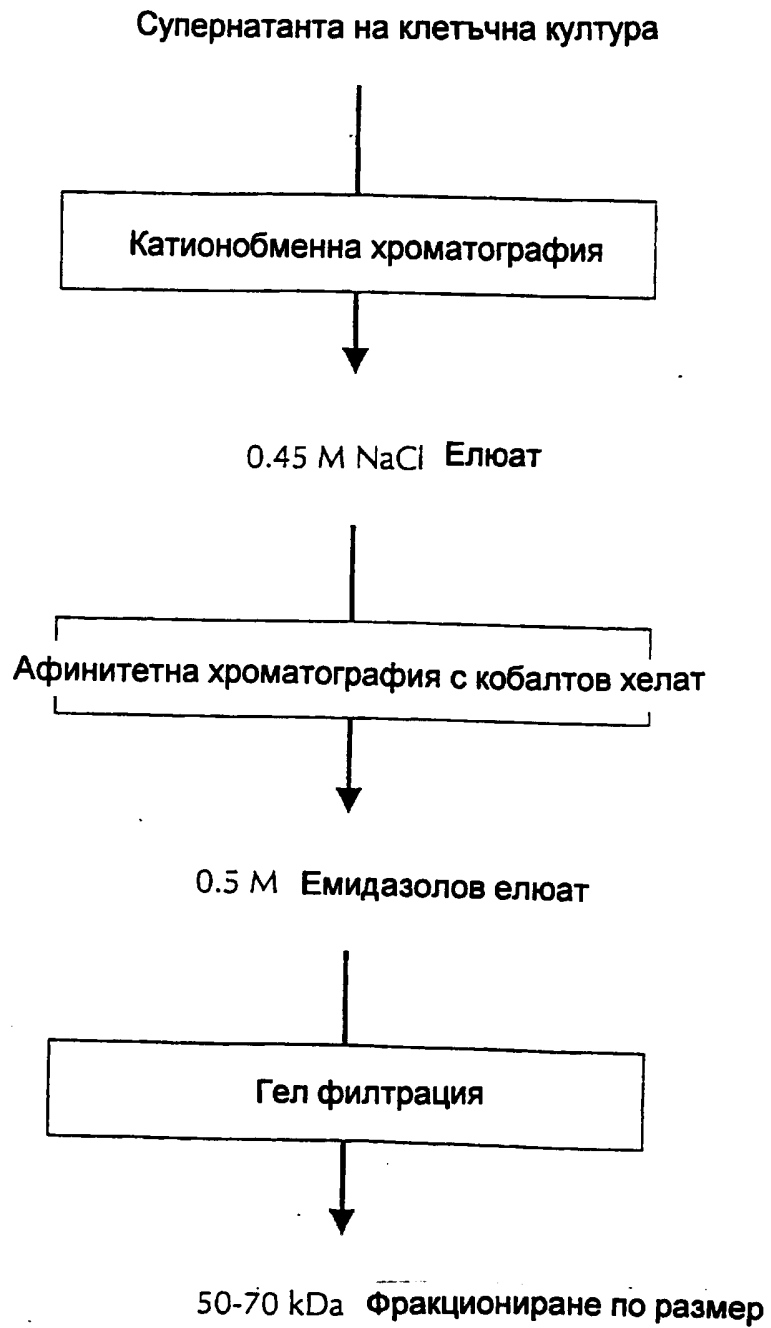 Супернатанта на клетъчна култура
Катионобменна хроматография
0.45 M NaCl Елюат
Афинитетна хроматография с кобалтов хелат
0.5 M Емидазолов елюат
Гел филтрация
50-70 kDa Фракциониране по размер